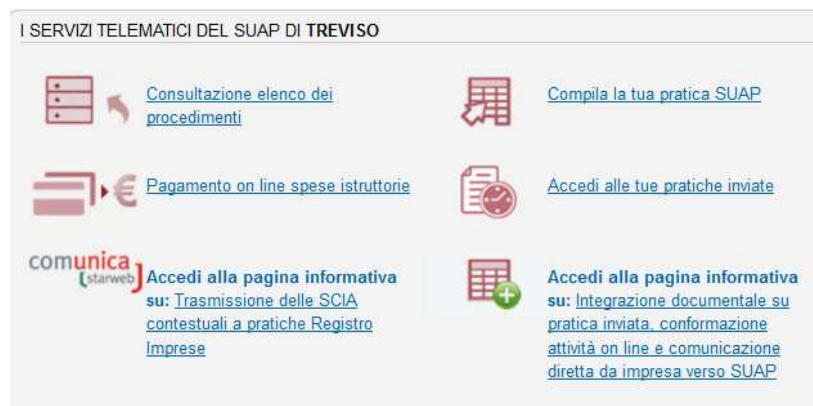 I SERVIZI TELEMATICI DEL SUAP DI TREVISO
Consultazione elenco dei
procedimenti
Compila la tua pratica SUAP
Pagamento on line spese istruttorie
Accedi alle tue pratiche inviate
comunica
[starweb]
Accedi alla pagina informativa
su: Trasmissione delle SCIA
contestuali a pratiche Registro
Imprese
Accedi alla pagina informativa
su: Integrazione documentale su
pratica inviata, conformazione
attività on line e comunicazione
diretta da impresa verso SUAP